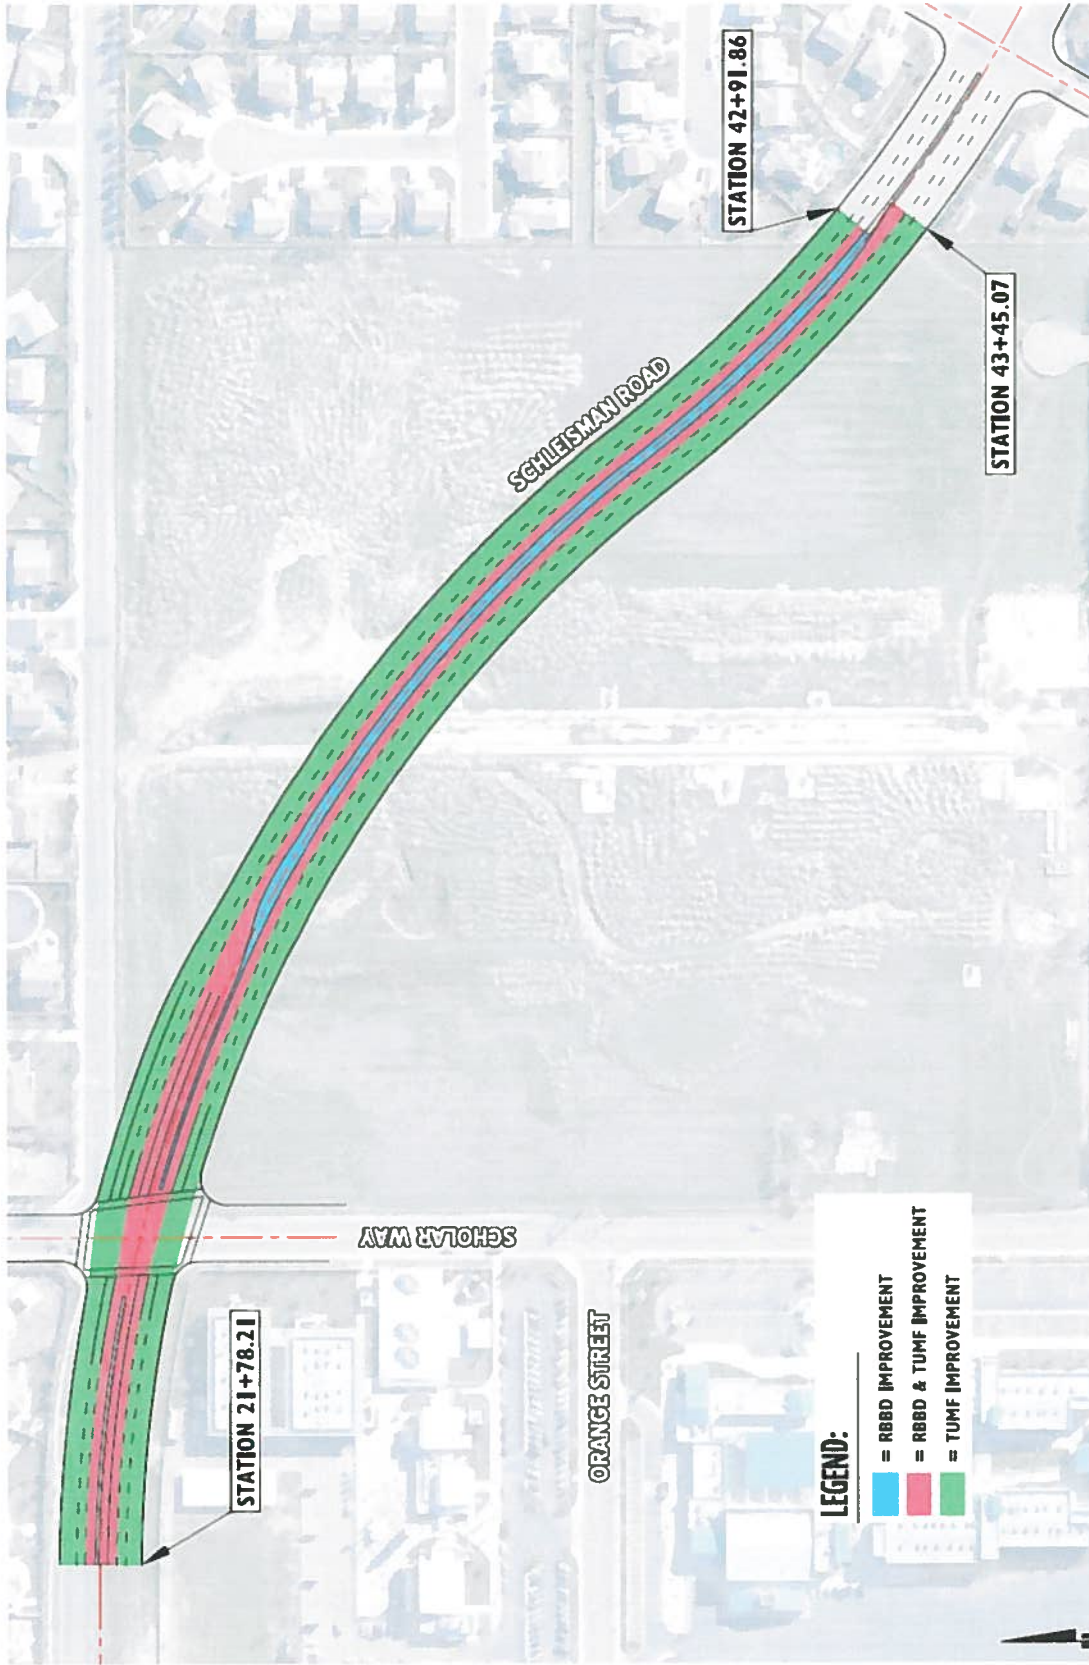 STATION 42+91.86
STATION 43+45.07
SCHLEISMAN ROAD
SCHOLAR WAY
STATION 21+78.21
ORANGE STREET
LEGEND:
= RBBD IMPROVEMENT
= RBBD & TUMF IMPROVEMENT
= TUMF IMPROVEMENT